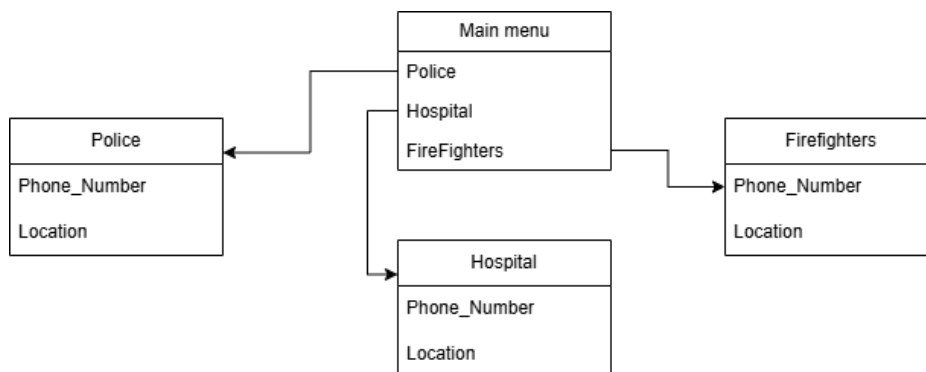 Main menu
Police
Hospital
FireFighters
Police
Phone_Number
Location
Hospital
Phone_Number
Location
Firefighters
Phone_Number
Location